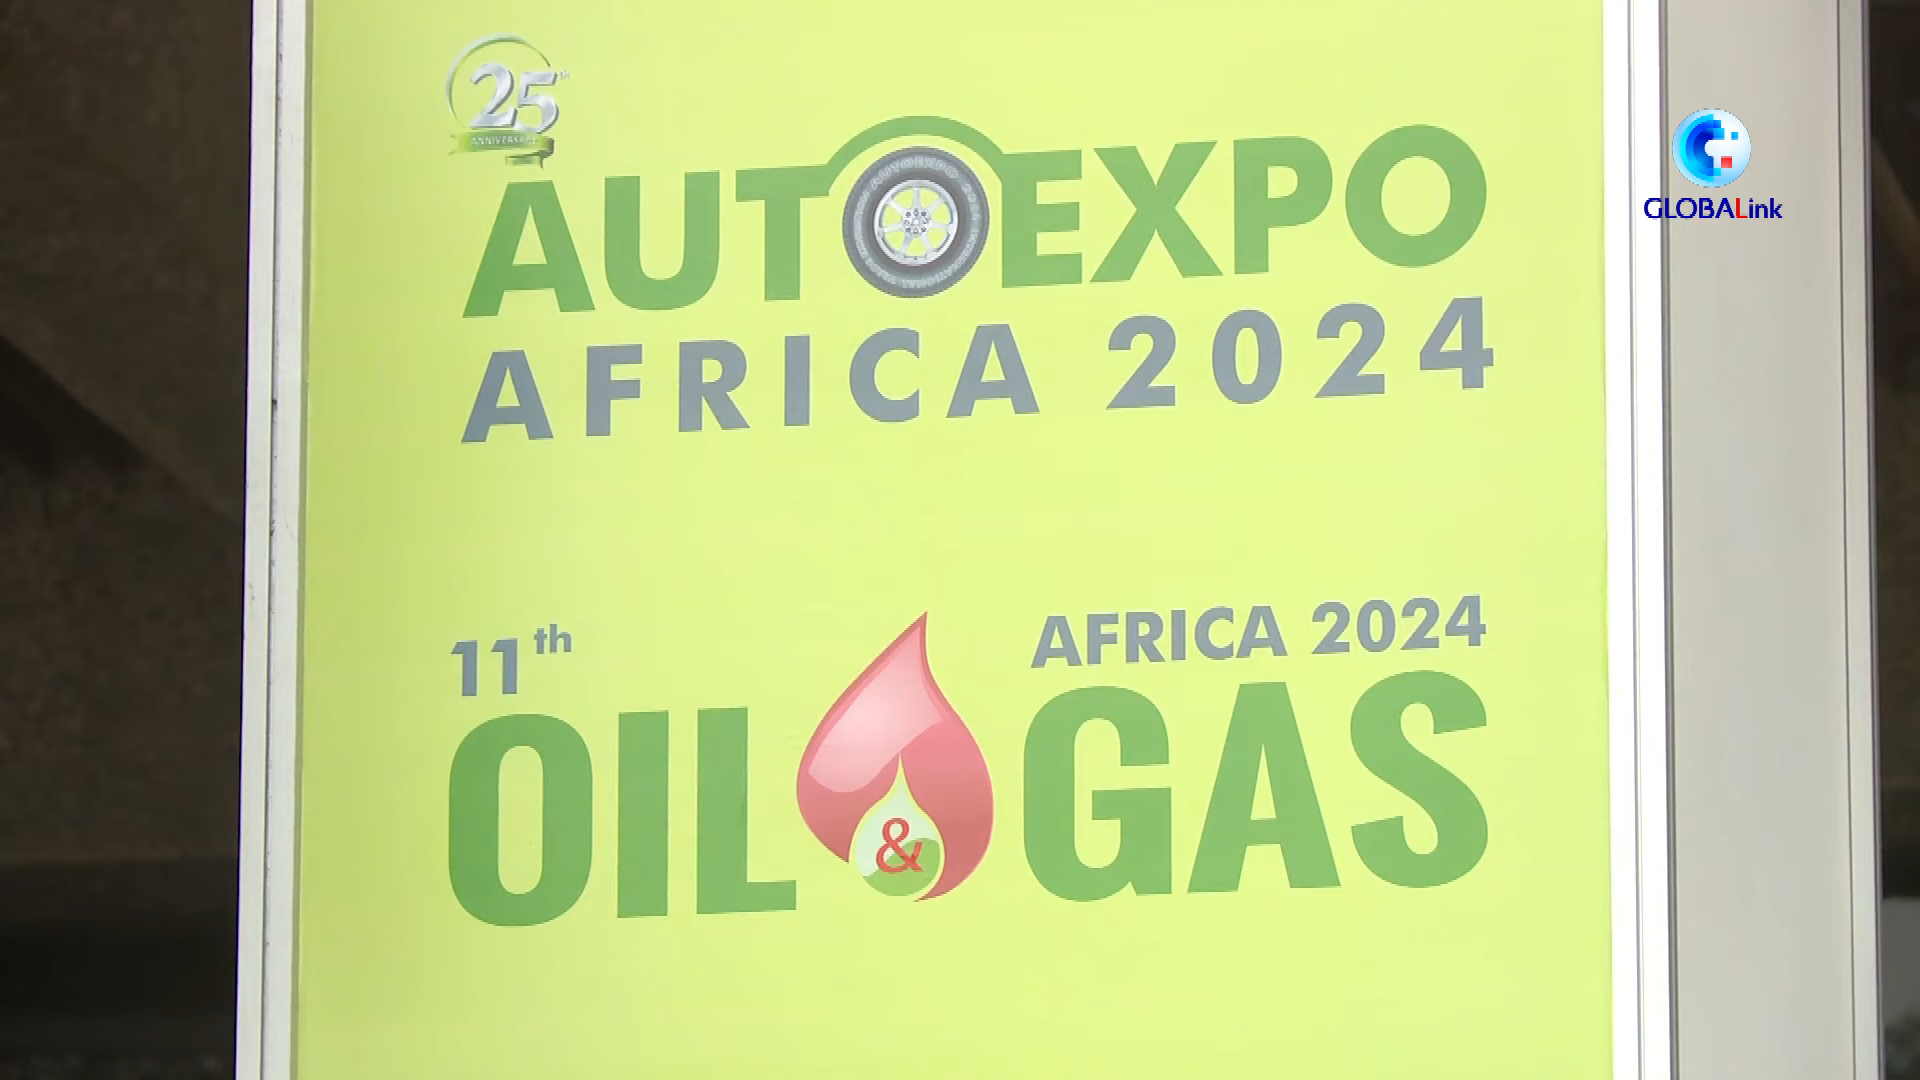 25th
ANNIVERSARY
AUTOEXPO
AFRICA 2024
11th
AFRICA 2024
OIL & GAS
GLOBALink